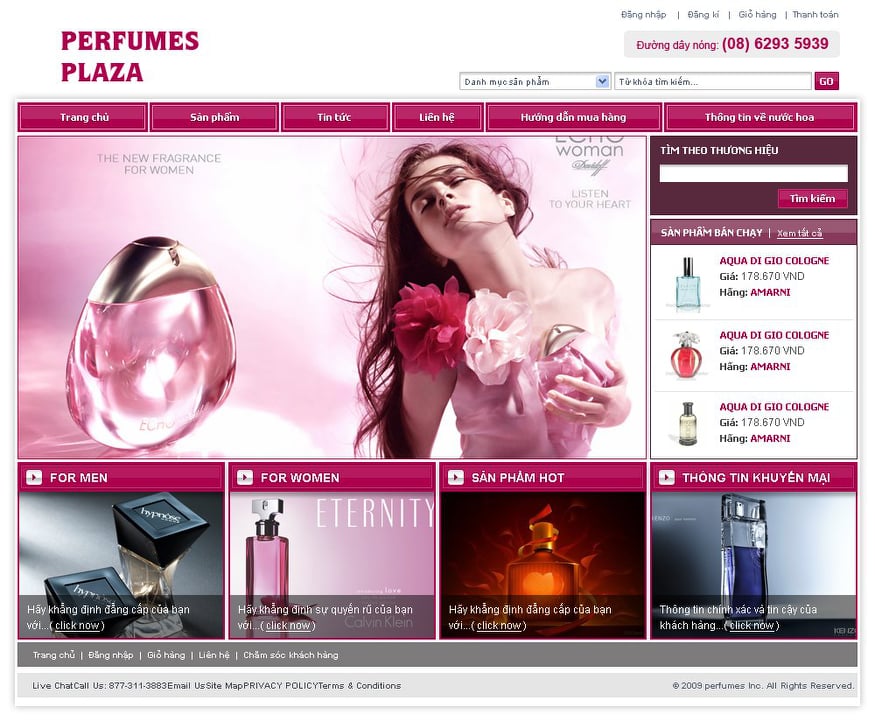 Đăng nhập | Đăng kí | Giỏ hàng | Thanh toán
PERFUMES
PLAZA
Đường dây nóng: (08) 6293 5939
Danh mục sản phẩm
Từ khóa tìm kiếm...
GO
Trang chủ
Sản phẩm
Tin tức
Liên hệ
Hướng dẫn mua hàng
Thông tin về nước hoa
THE NEW FRAGRANCE
FOR WOMEN
ECHO
woman
Davidoff
LISTEN
TO YOUR HEART
ECHO
TÌM THEO THƯƠNG HIỆU
Tìm kiếm
SẢN PHẨM BÁN CHẠY | Xem tất cả
AQUA DI GIO COLOGNE
Giá: 178.670 VND
Hãng: AMARNI
AQUA DI GIO COLOGNE
Giá: 178.670 VND
Hãng: AMARNI
AQUA DI GIO COLOGNE
Giá: 178.670 VND
Hãng: AMARNI
FOR MEN
hypnôse
hypnôse
Hãy khẳng định đẳng cấp của bạn
với...( click now )
FOR WOMEN
ETERNITY
love
Calvin Klein
Hãy khẳng định sự quyến rũ của bạn
với...( click now )
SẢN PHẨM HOT
Hãy khẳng định đẳng cấp của bạn
với...( click now )
THÔNG TIN KHUYẾN MẠI
KENZO
Thông tin chính xác và tin cậy của
khách hàng...( click now )
KENZO
Trang chủ | Đăng nhập | Giỏ hàng | Liên hệ | Chăm sóc khách hàng
Live ChatCall Us: 877-311-3883Email UsSite MapPRIVACY POLICYTerms & Conditions
© 2009 perfumes Inc. All Rights Reserved.